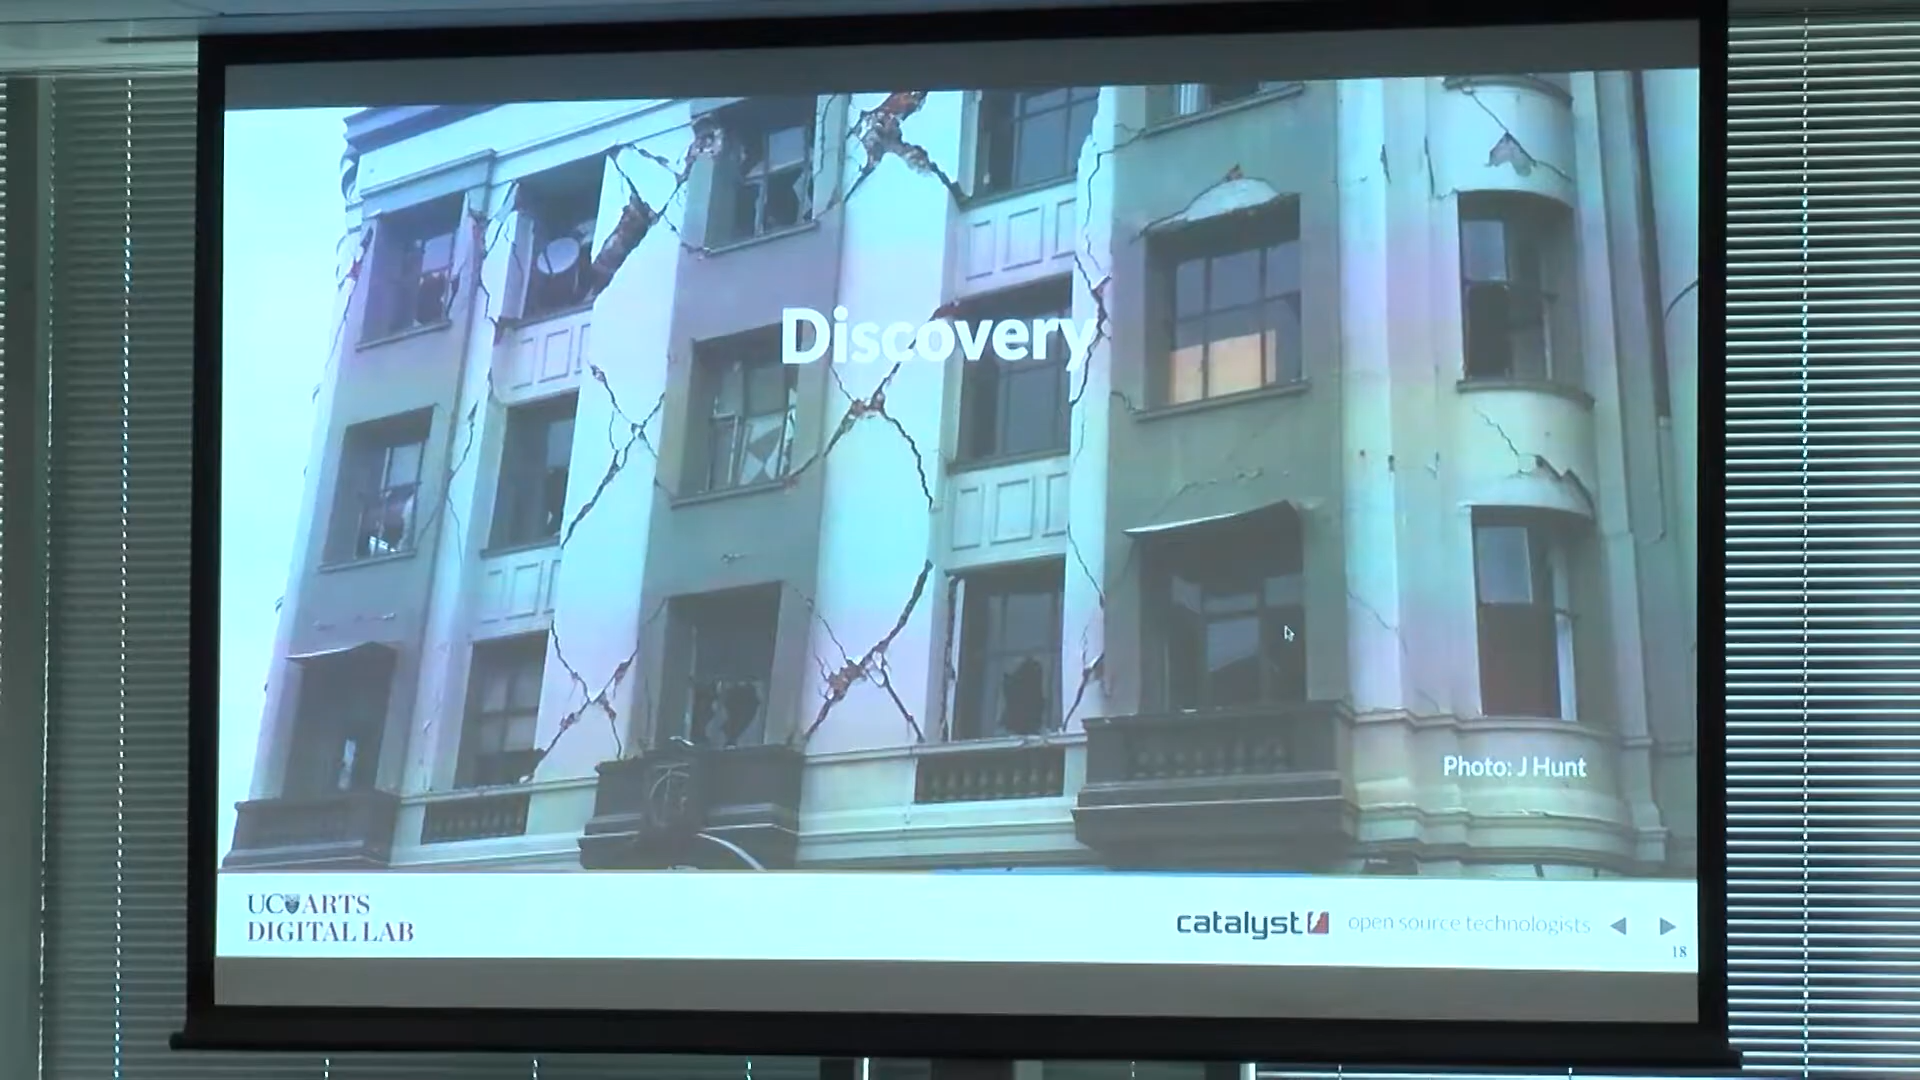 Discovery
Photo: J Hunt
UC ARTS
DIGITAL LAB
catalyst open source technologists
18